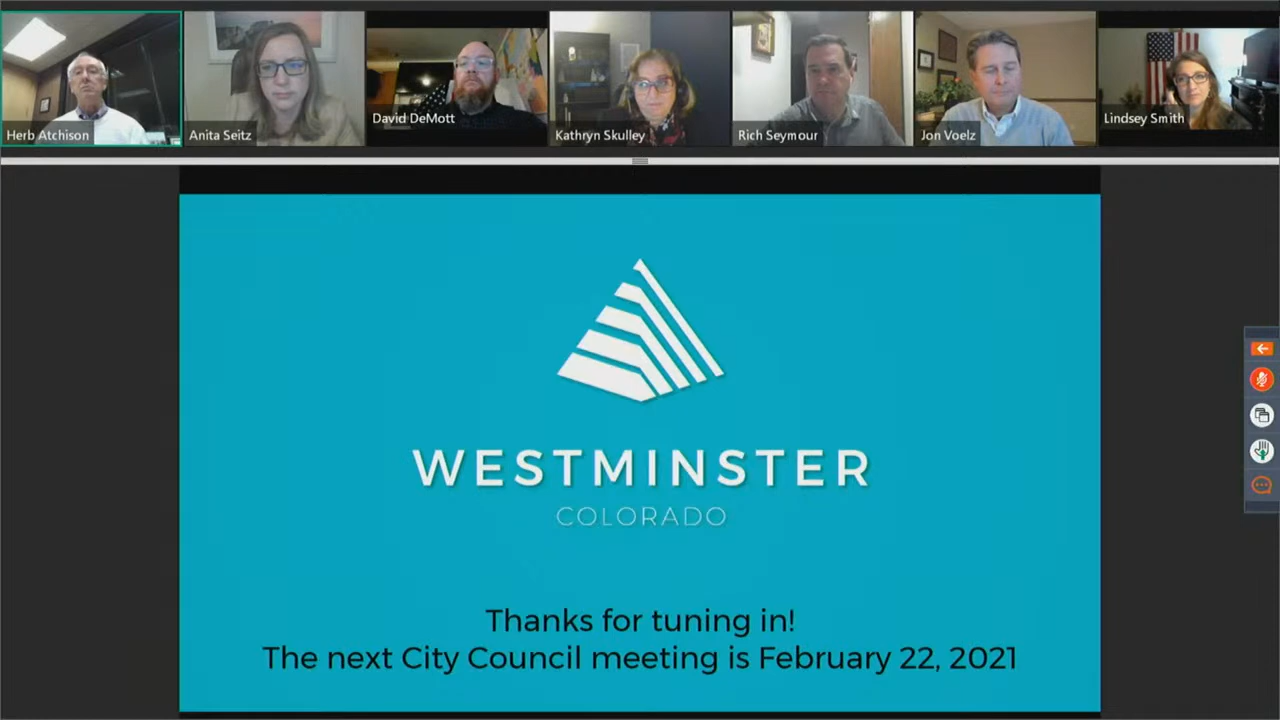 Herb Atchison
Anita Seitz
David DeMott
Kathryn Skulley
Rich Seymour
Jon Voelz
Lindsey Smith
WESTMINSTER
COLORADO
Thanks for tuning in!
The next City Council meeting is February 22, 2021